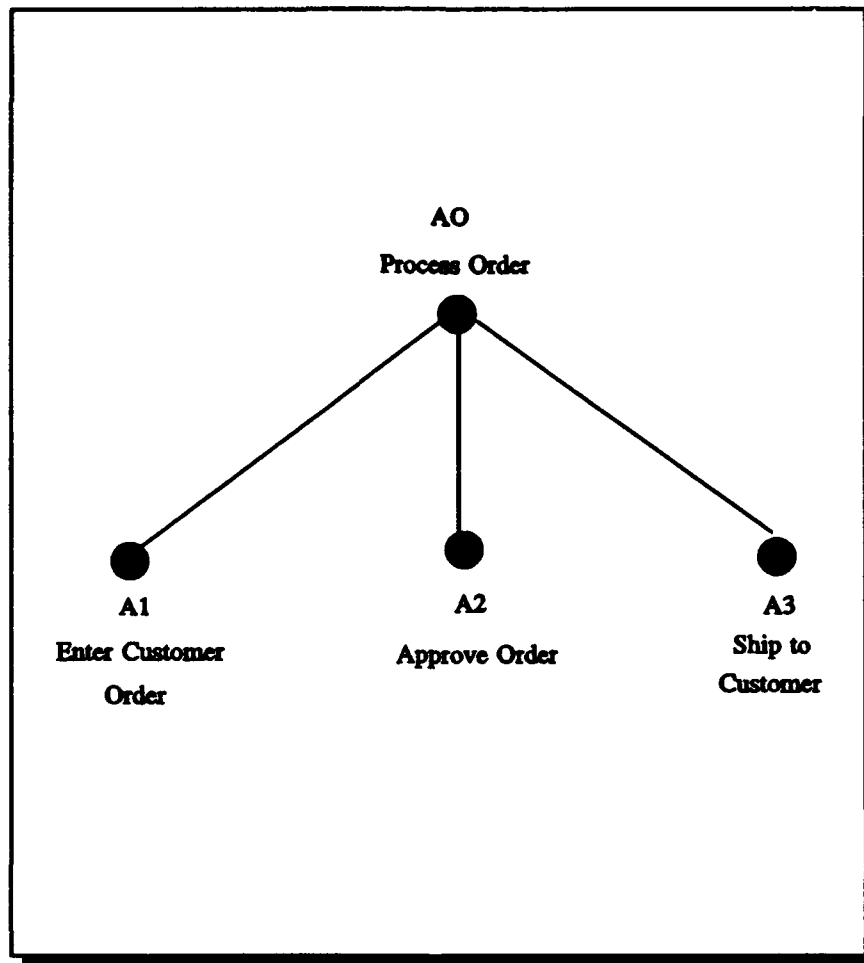 AO
Process Order
A1
Enter Customer
Order
A2
Approve Order
A3
Ship to
Customer